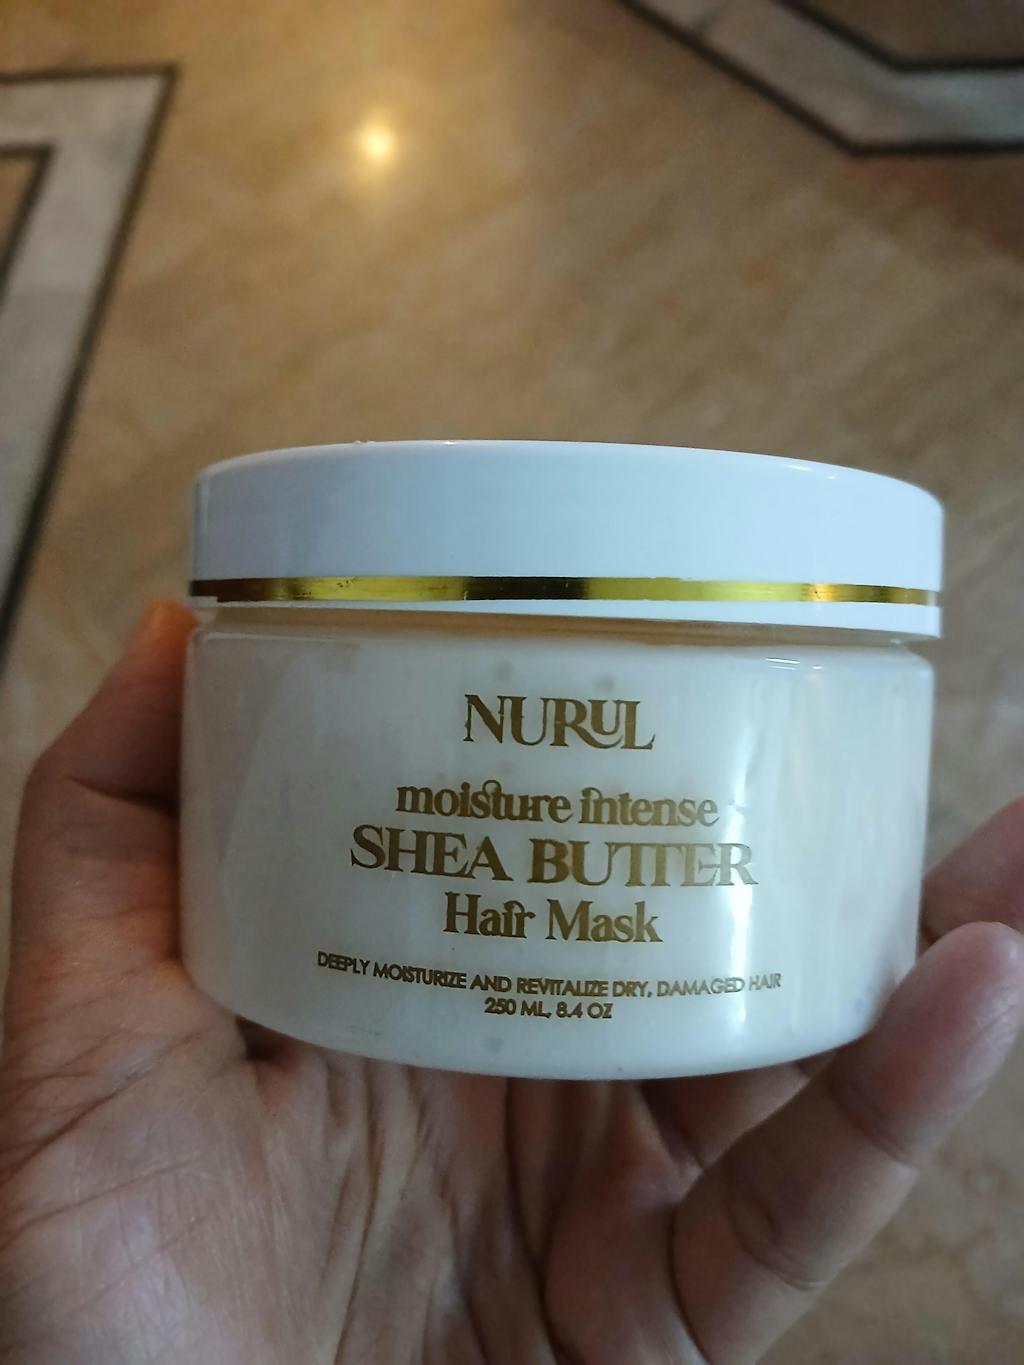 NURUL
moisture intense
SHEA BUTTER
Hair Mask
DEEPLY MOISTURIZE AND REVITALIZE DRY, DAMAGED HAIR
250 ML, 8.4 OZ